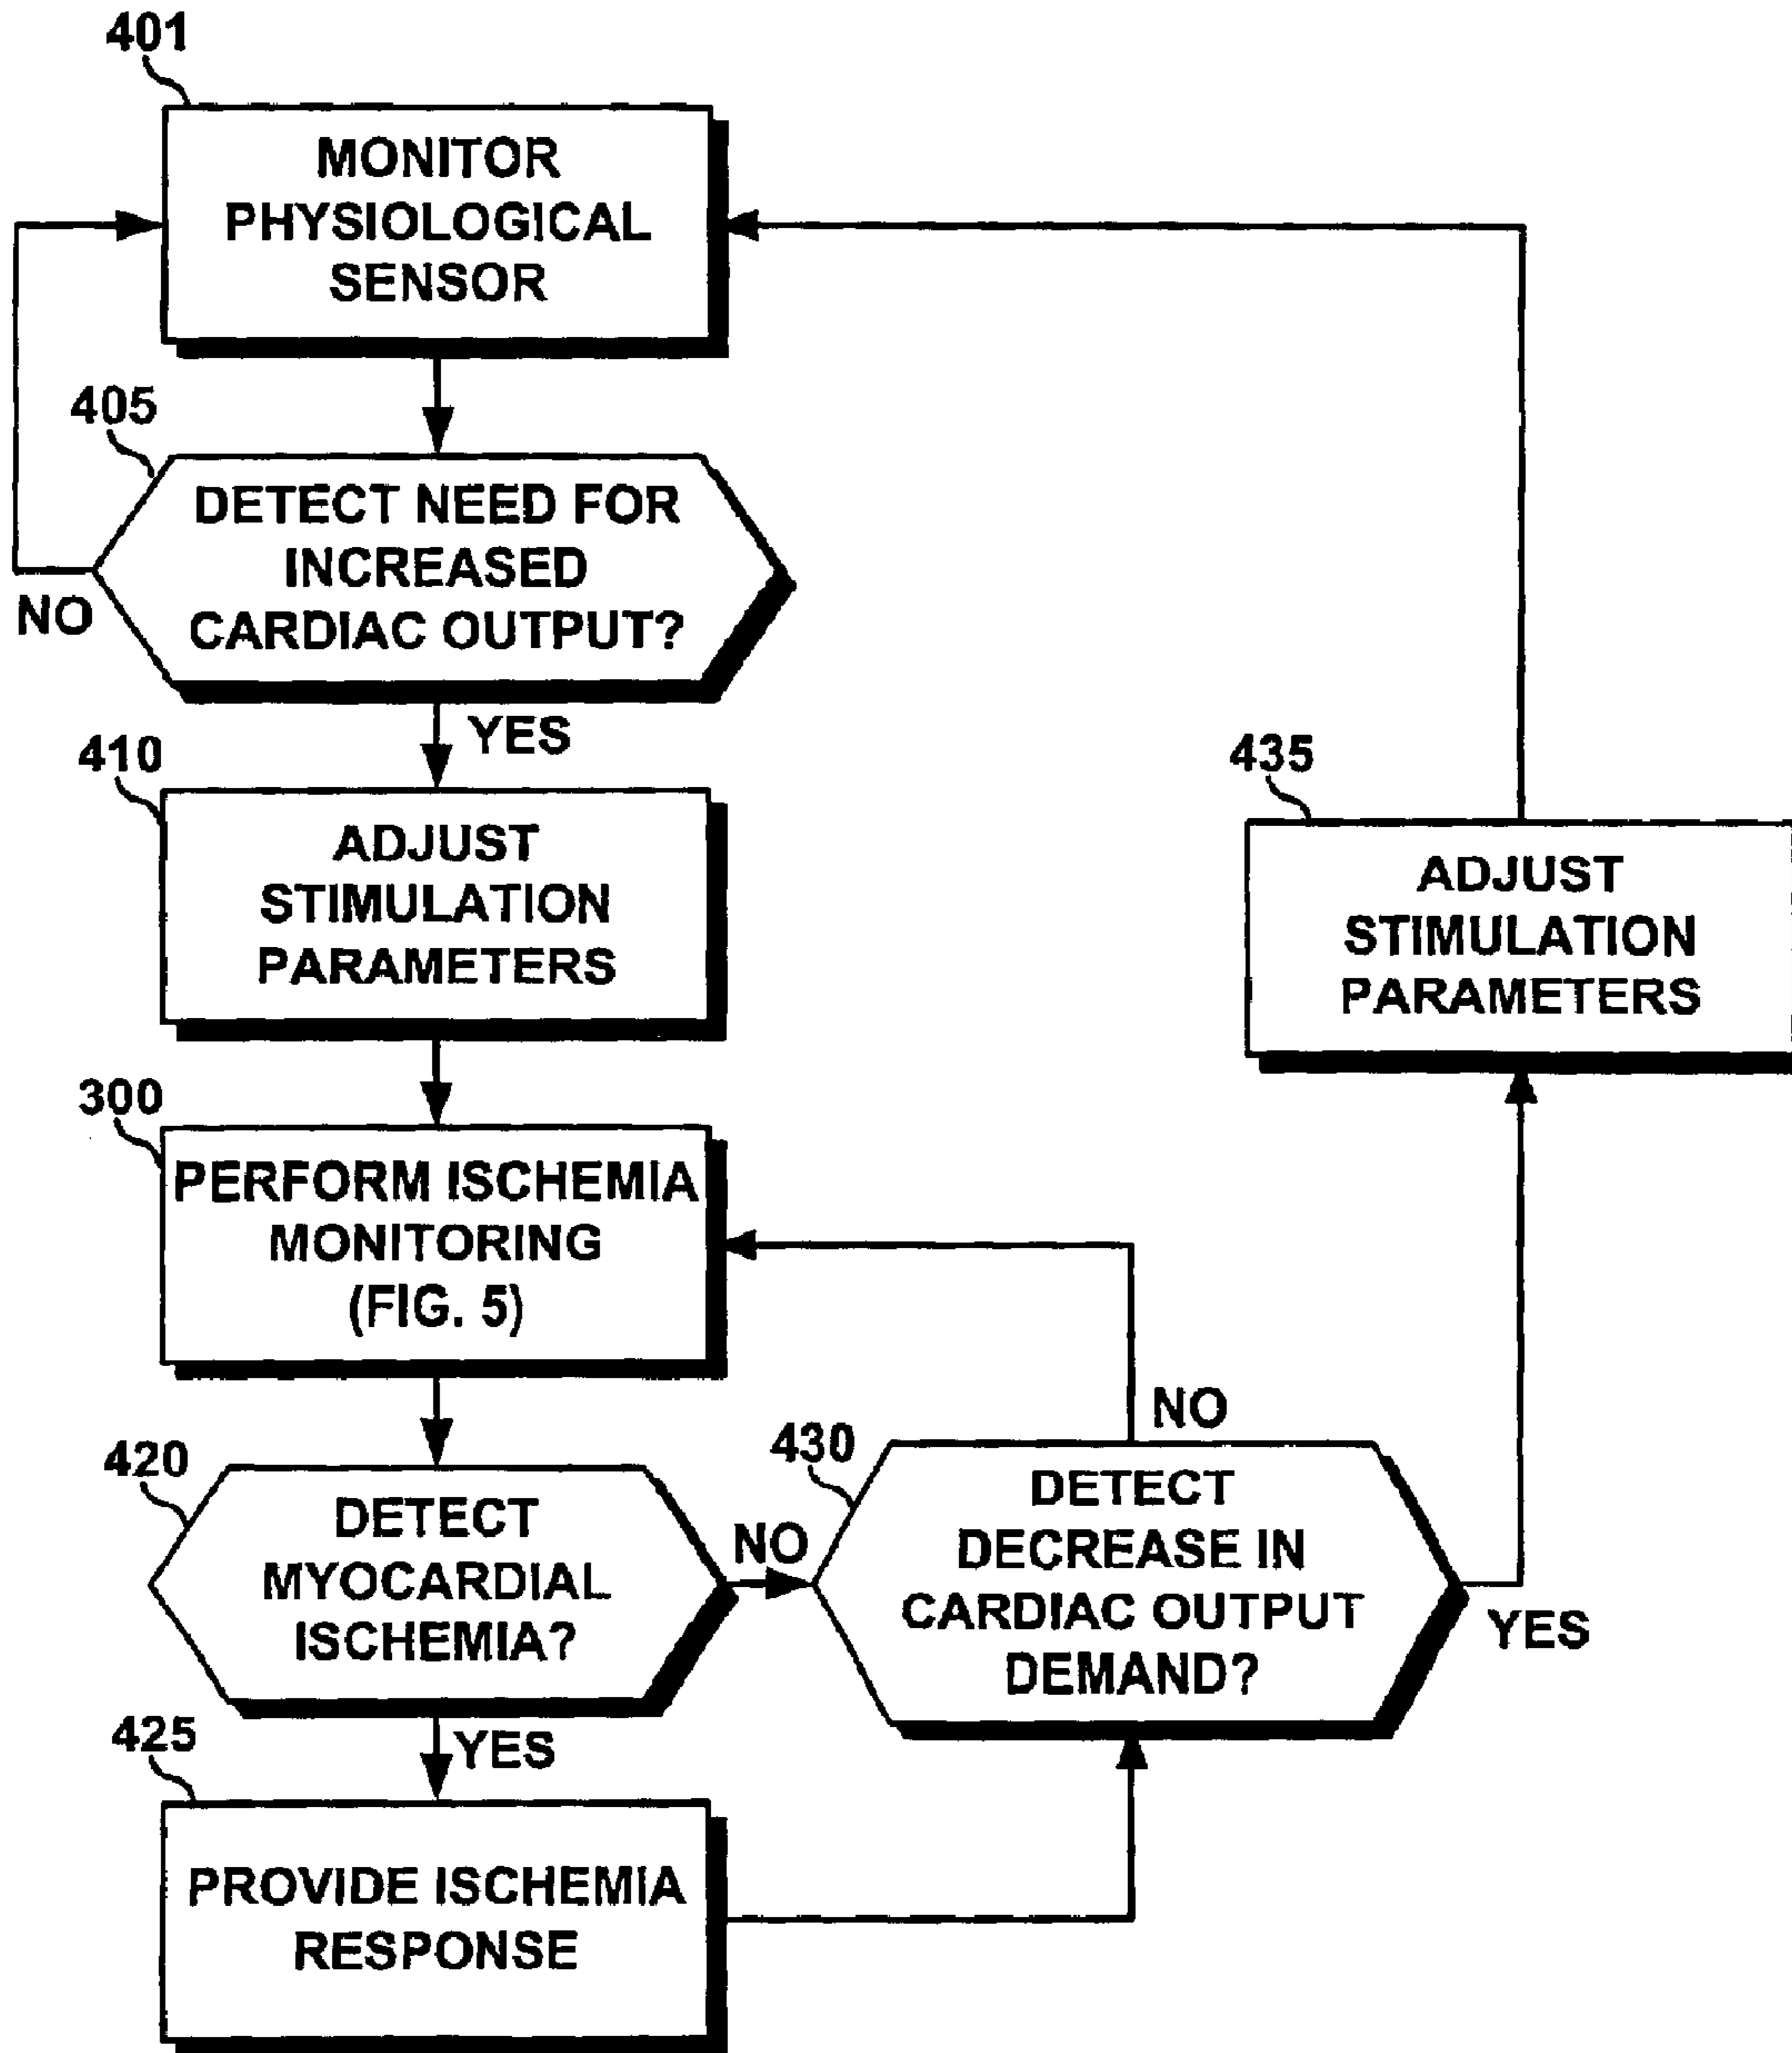 401
MONITOR
PHYSIOLOGICAL
SENSOR
405
DETECT NEED FOR
INCREASED
CARDIAC OUTPUT?
NO
YES
410
ADJUST
STIMULATION
PARAMETERS
435
ADJUST
STIMULATION
PARAMETERS
300
PERFORM ISCHEMIA
MONITORING
(FIG. 5)
420
DETECT
MYOCARDIAL
ISCHEMIA?
NO
YES
430
DETECT
DECREASE IN
CARDIAC OUTPUT
DEMAND?
NO
YES
425
PROVIDE ISCHEMIA
RESPONSE